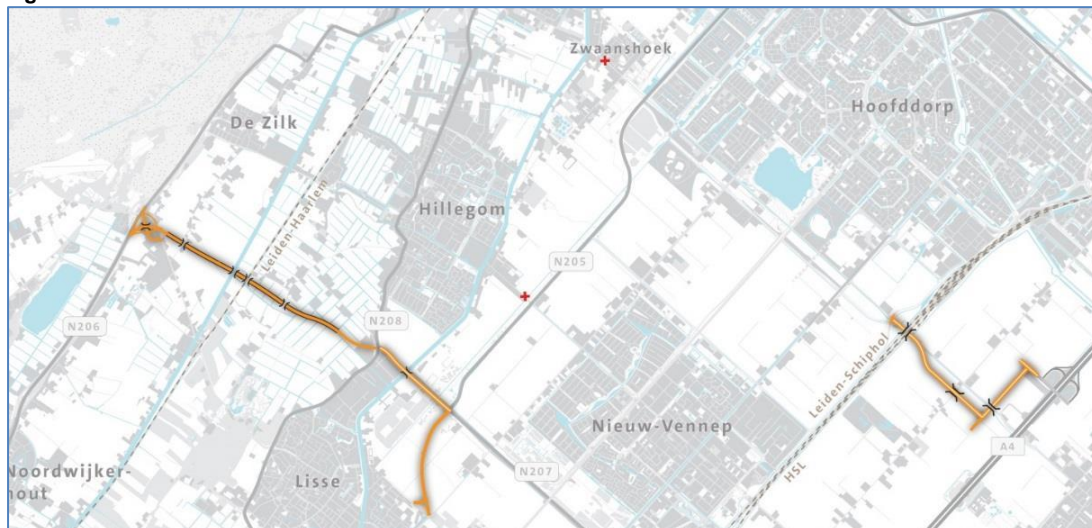 Zwaanshoek
Hoofddorp
De Zilk
Leiden-Haarlem
Hillegom
N205
N206
N208
Leiden-Schiphol
Nieuw-Vennep
HSL
A4
Noordwijker-
hout
Lisse
N207